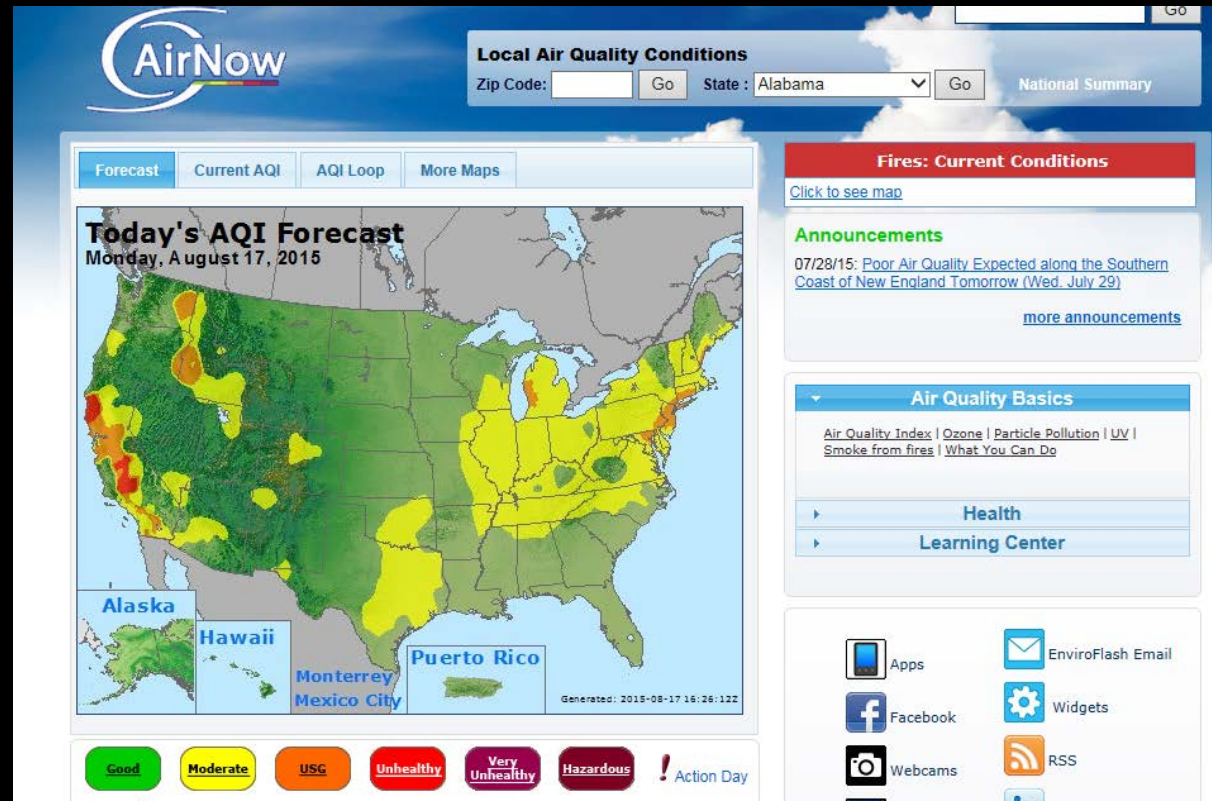 Go
AirNow
Local Air Quality Conditions
Zip Code: Go State : Alabama Go National Summary
Forecast Current AQI AQI Loop More Maps
Today's AQI Forecast
Monday, August 17, 2015
Alaska
Hawaii
Monterrey
Mexico City
Puerto Rico
Generated: 2015-08-17 16:26:12Z
Good Moderate USG Unhealthy Very Unhealthy Hazardous ! Action Day
Fires: Current Conditions
Click to see map
Announcements
07/28/15: Poor Air Quality Expected along the Southern
Coast of New England Tomorrow (Wed. July 29)
more announcements
Air Quality Basics
Air Quality Index | Ozone | Particle Pollution | UV |
Smoke from fires | What You Can Do
Health
Learning Center
Apps EnviroFlash Email
Facebook Widgets
Webcams RSS